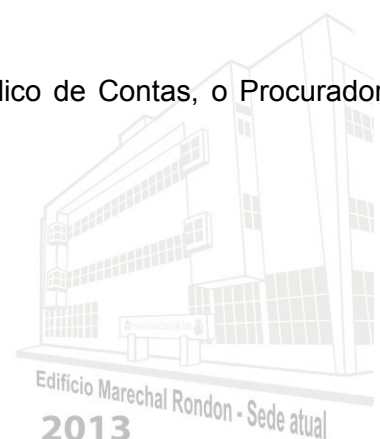 lico de Contas, o Procurador
Edifício Marechal Rondon - Sede atual
2013